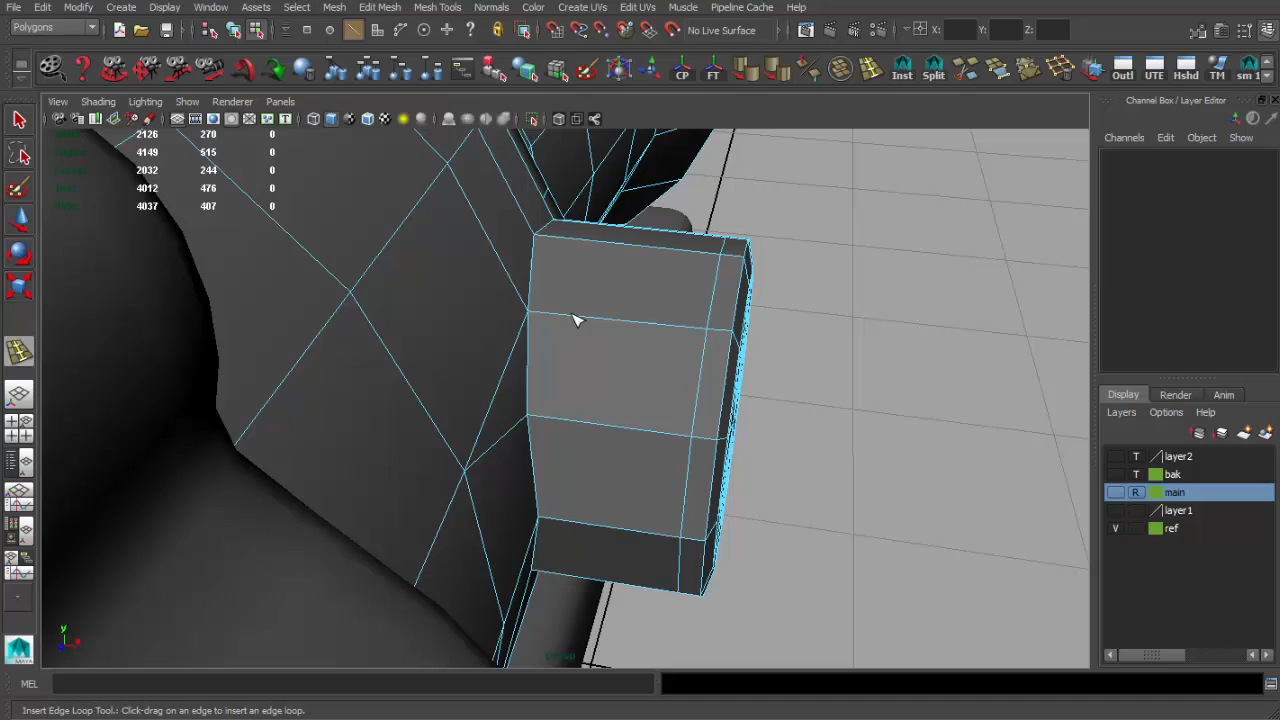 File Edit Modify Create Display Window Assets Select Mesh Edit Mesh Mesh Tools Normals Color Create UVs Edit UVs Muscle Pipeline Cache Help
Polygons No Live Surface X: Y: Z:
CP FT Inst Split Outl UTE Hshd TM sm 1
View Shading Lighting Show Renderer Panels
Channel Box / Layer Editor
Channels Edit Object Show
2126 270 0
4149 515 0
2032 244 0
4012 476 0
4037 407 0
Display Render Anim
Layers Options Help
T layer2
T bak
R main
layer1
V ref
y
x
MEL
Insert Edge Loop Tool.: Click-drag on an edge to insert an edge loop.